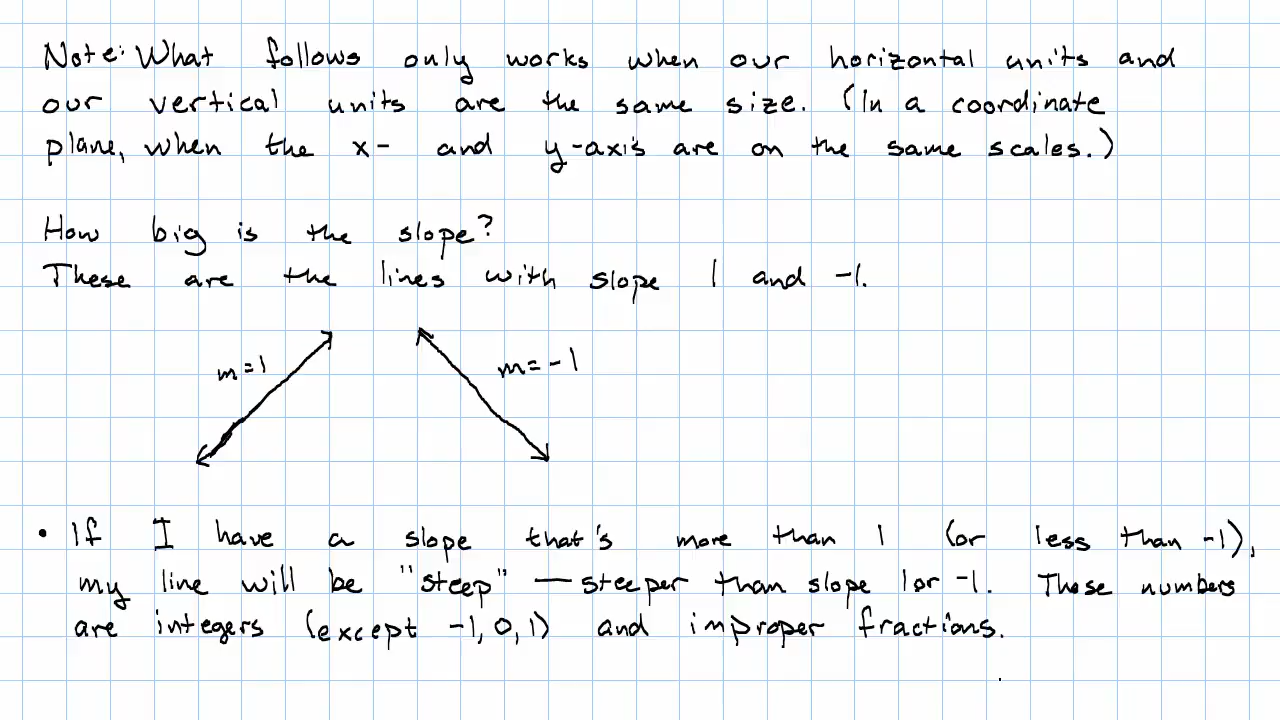 Note: What follows only works when our horizontal units and
our vertical units are the same size. (In a coordinate
plane, when the x- and y-axis are on the same scales.)
How big is the slope?
These are the lines with slope 1 and -1.
m=1
m=-1
• If I have a slope that's more than 1 (or less than -1),
my line will be "steep" — steeper than slope 1 or -1. These numbers
are integers (except -1, 0, 1) and improper fractions.